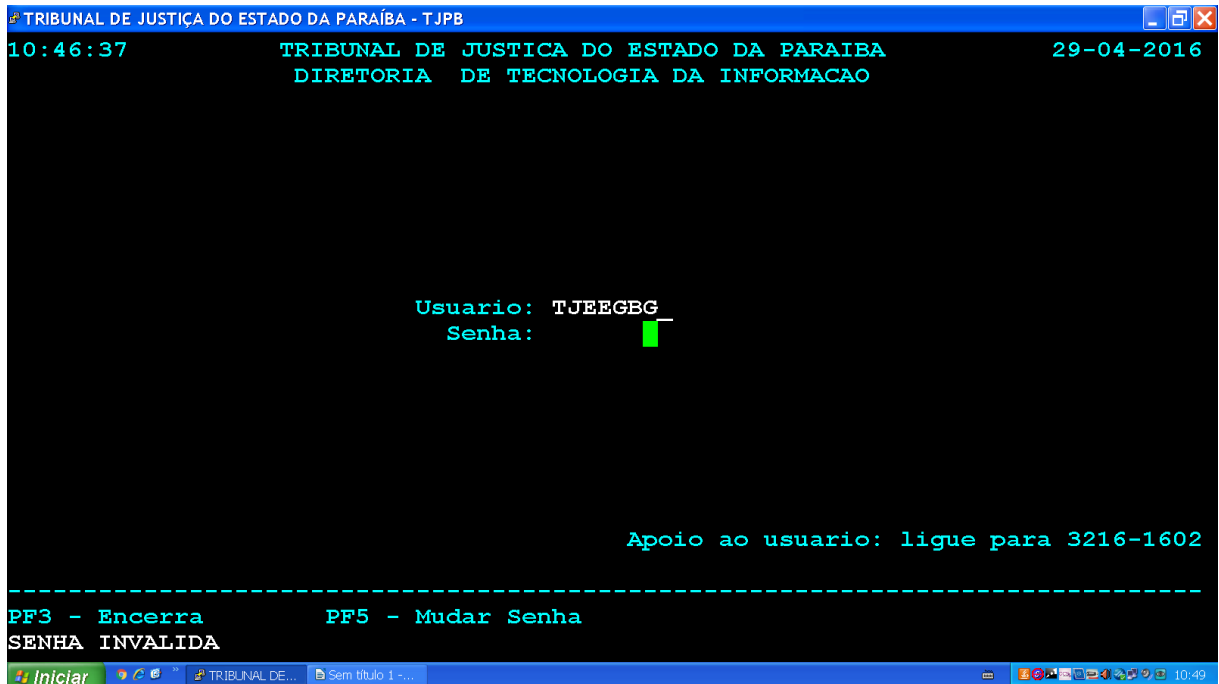 TRIBUNAL DE JUSTIÇA DO ESTADO DA PARAÍBA - TJPB
10:46:37 TRIBUNAL DE JUSTICA DO ESTADO DA PARAIBA 29-04-2016
DIRETORIA DE TECNOLOGIA DA INFORMACAO
Usuario: TJEEGBG_
Senha:
Apoio ao usuario: ligue para 3216-1602
--------------------------------------------------------------------------------
PF3 - Encerra PF5 - Mudar Senha
SENHA INVALIDA
Iniciar » TRIBUNAL DE... Sem título 1 -... 10:49